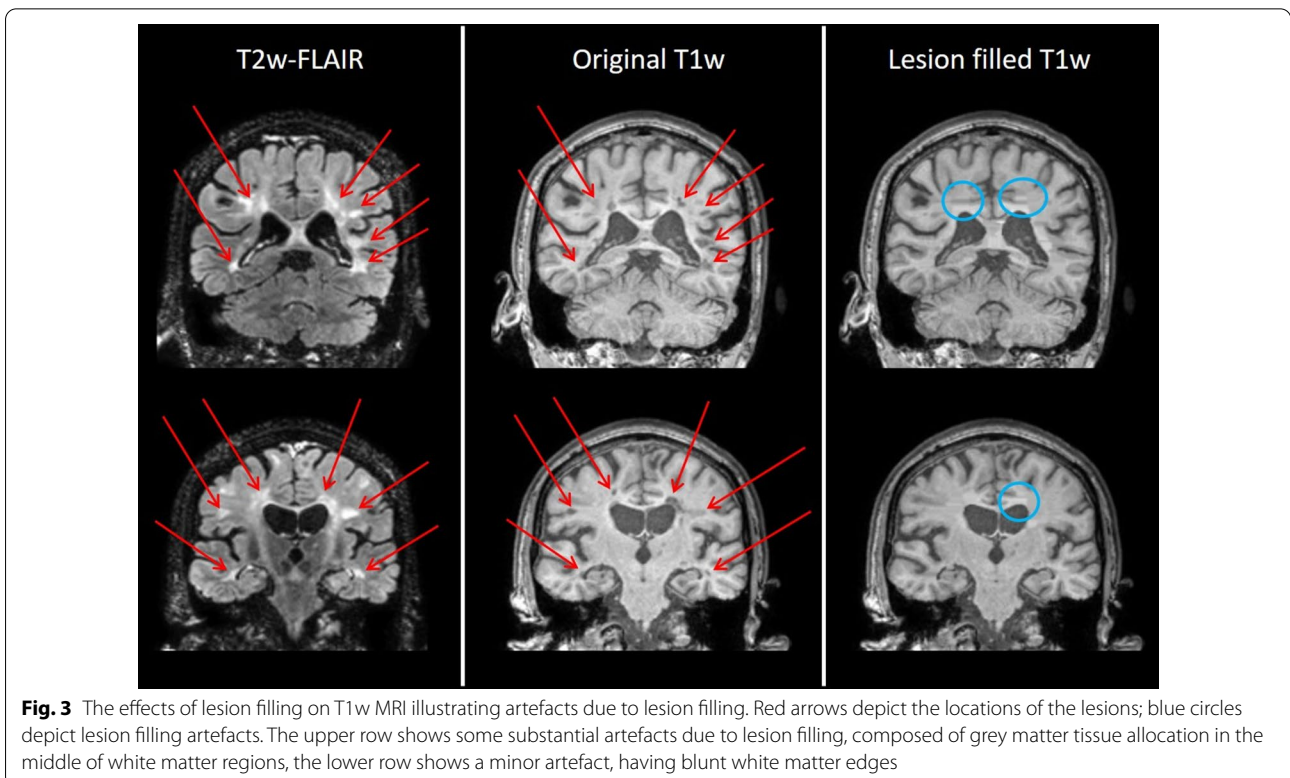 T2w-FLAIR
Original T1w
Lesion filled T1w
Fig. 3 The effects of lesion filling on T1w MRI illustrating artefacts due to lesion filling. Red arrows depict the locations of the lesions; blue circles
depict lesion filling artefacts. The upper row shows some substantial artefacts due to lesion filling, composed of grey matter tissue allocation in the
middle of white matter regions, the lower row shows a minor artefact, having blunt white matter edges